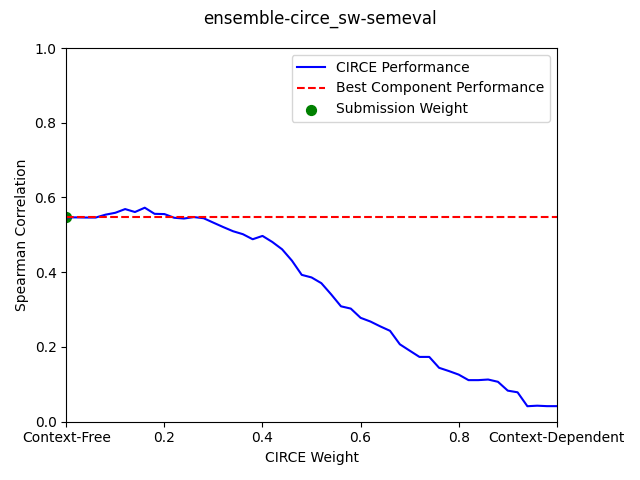 ensemble-circe_sw-semeval
1.0
0.8
0.6
0.4
0.2
0.0
Spearman Correlation
CIRCE Performance
Best Component Performance
Submission Weight
Context-Free 0.2 0.4 0.6 0.8 Context-Dependent
CIRCE Weight